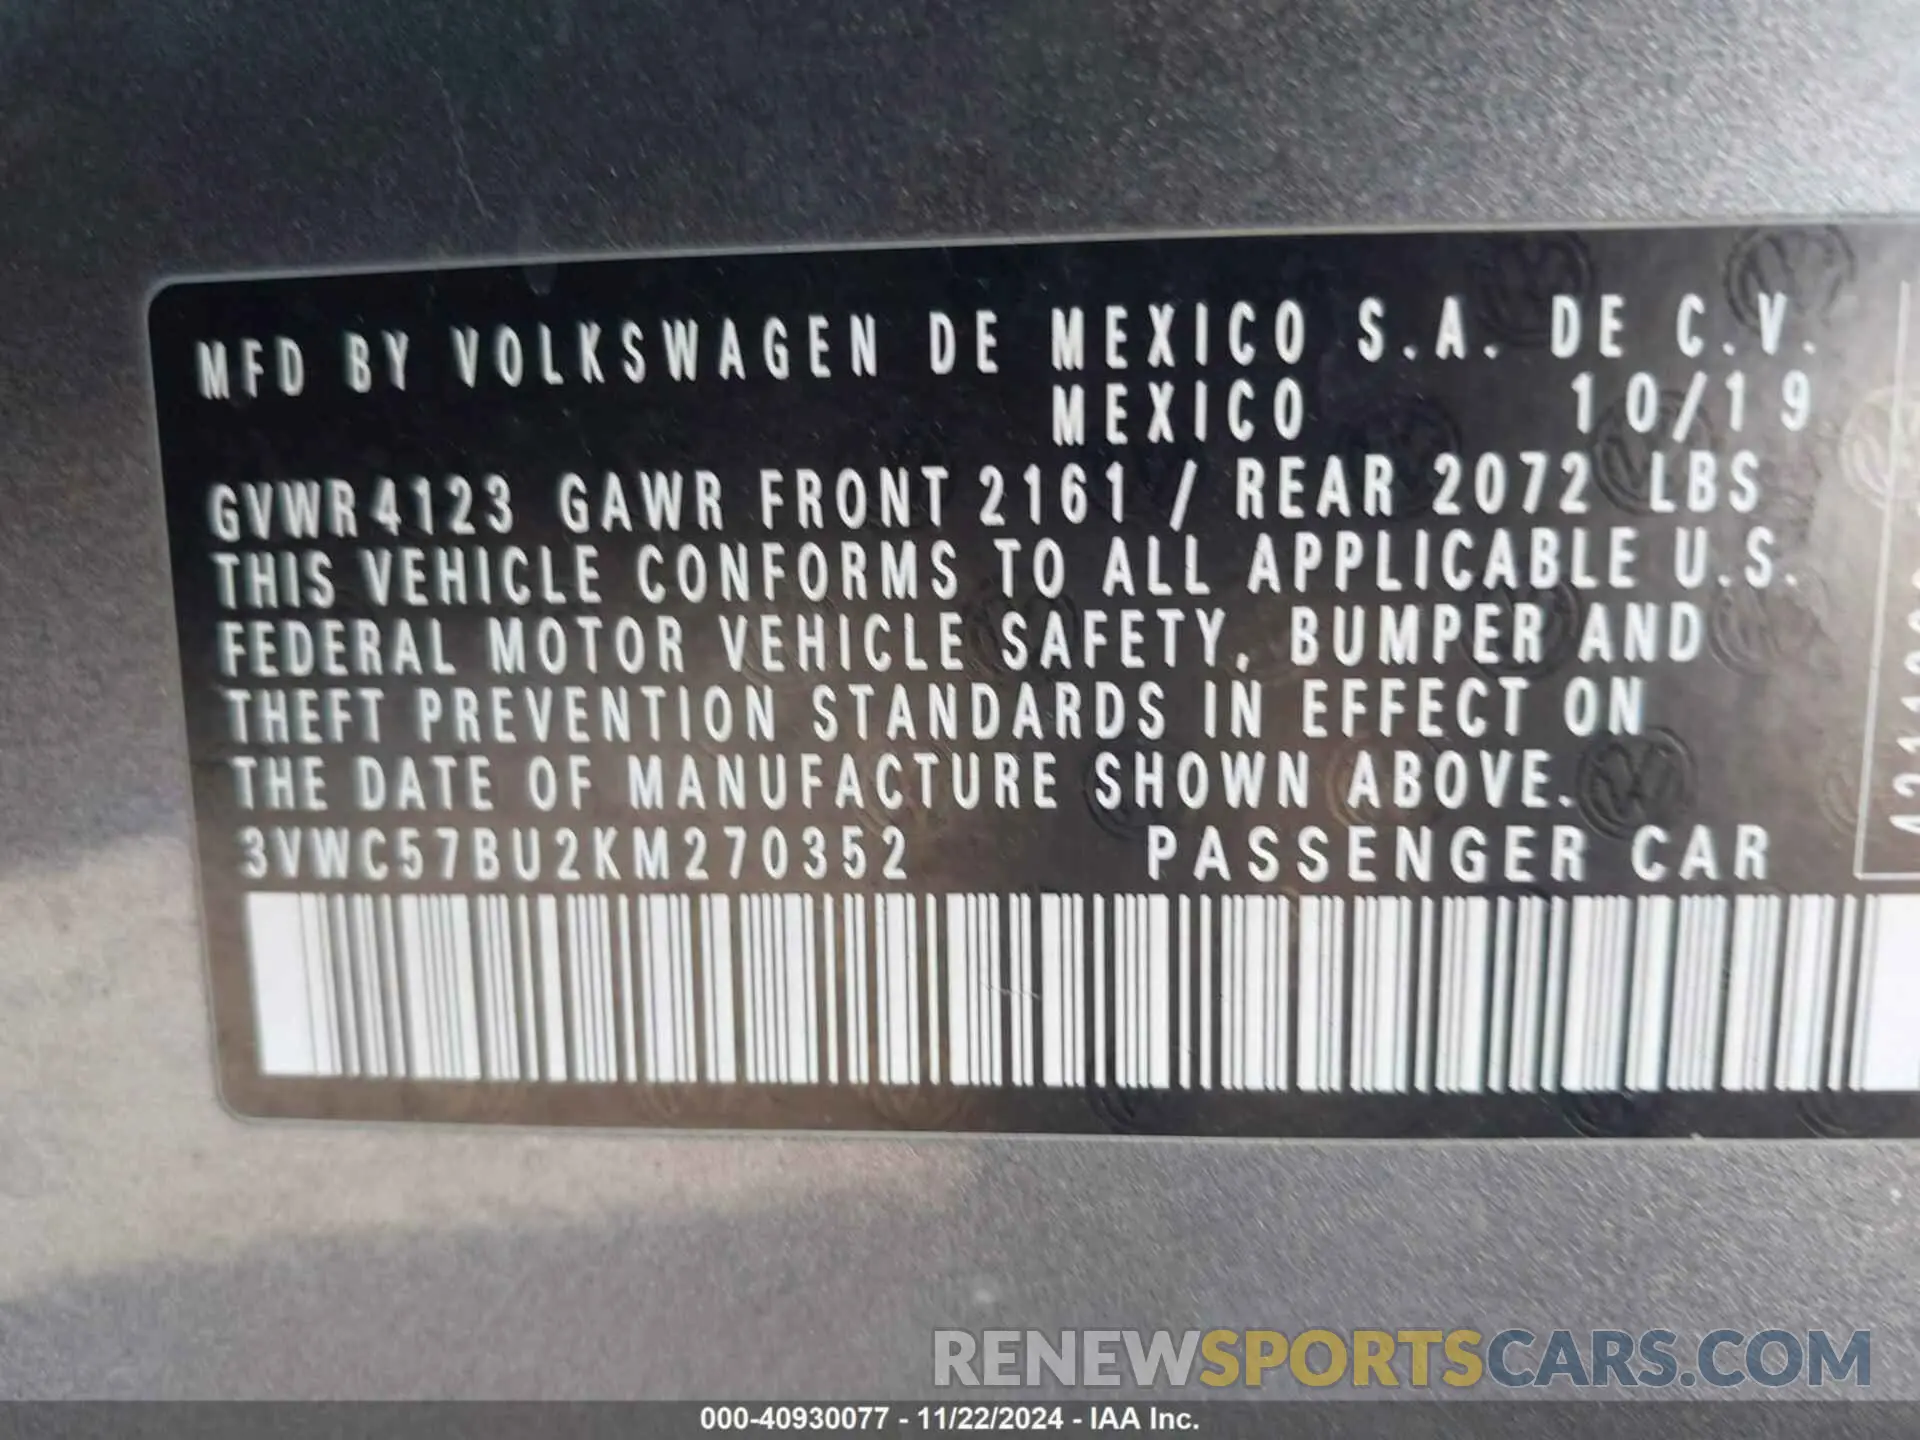 MFD BY VOLKSWAGEN DE MEXICO S.A. DE C.V.
MEXICO 10/19
GVWR 4123 GAWR FRONT 2161 / REAR 2072 LBS
THIS VEHICLE CONFORMS TO ALL APPLICABLE U.S.
FEDERAL MOTOR VEHICLE SAFETY, BUMPER AND
THEFT PREVENTION STANDARDS IN EFFECT ON
THE DATE OF MANUFACTURE SHOWN ABOVE.
3VWC57BU2KM270352 PASSENGER CAR
RENEWSPORTSCARS.COM
000-40930077 - 11/22/2024 - IAA Inc.